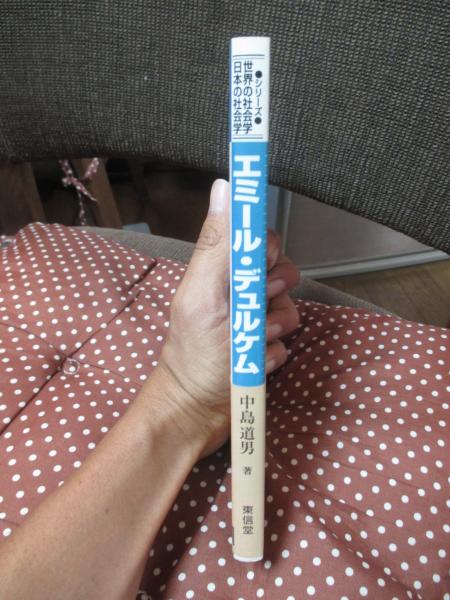 ●シリーズ●
世界の社会学
日本の社会学
エミール・デュルケム
中島道男 著
東信堂